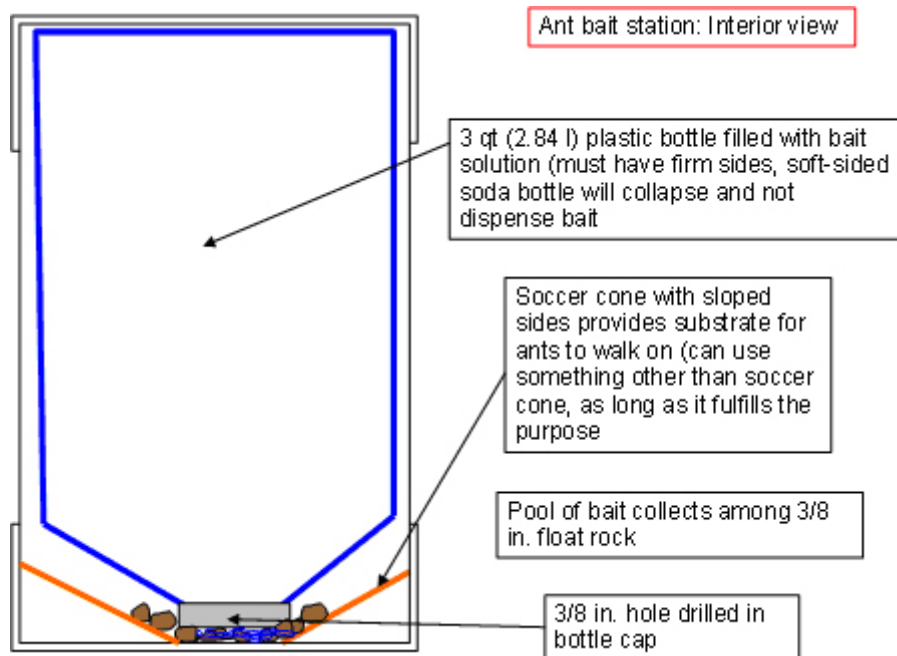 Ant bait station: Interior view
3 qt (2.84 l) plastic bottle filled with bait
solution (must have firm sides, soft-sided
soda bottle will collapse and not
dispense bait
Soccer cone with sloped
sides provides substrate for
ants to walk on (can use
something other than soccer
cone, as long as it fulfills the
purpose
Pool of bait collects among 3/8
in. float rock
3/8 in. hole drilled in
bottle cap